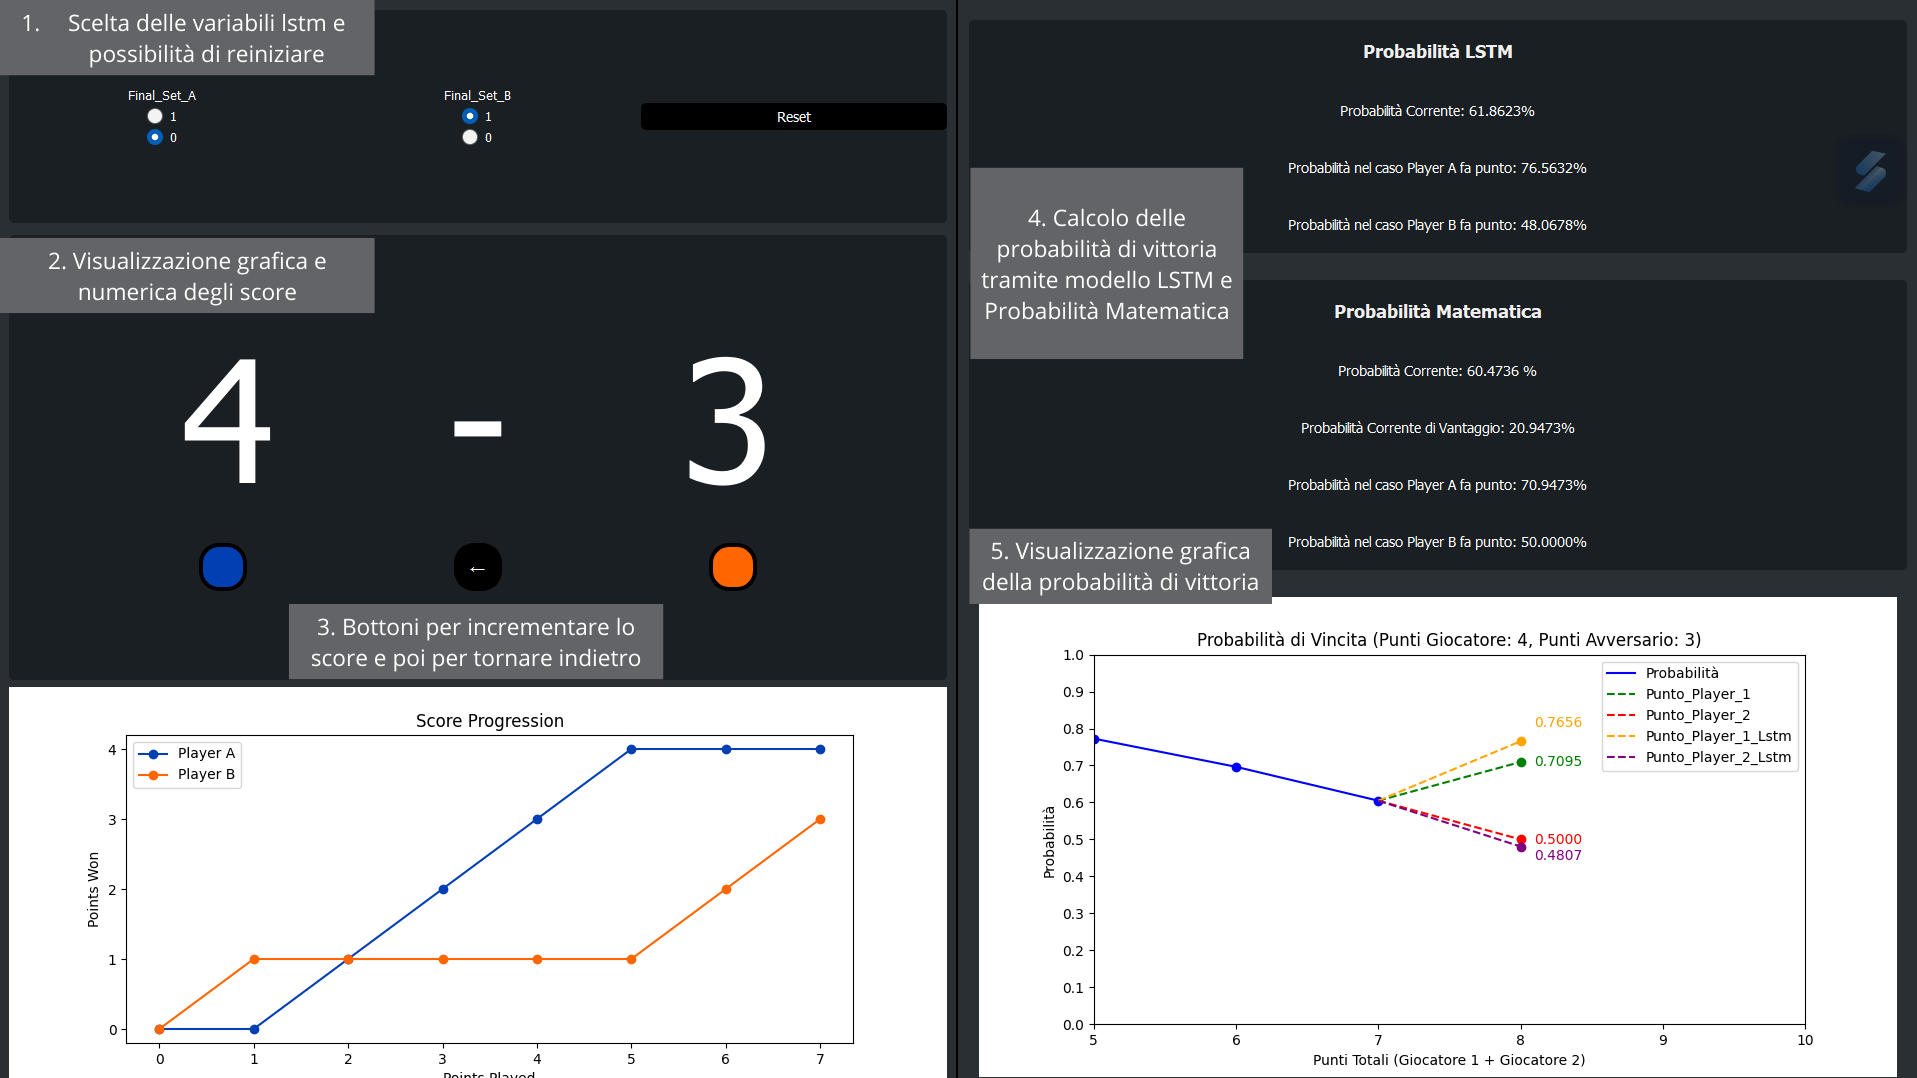 1. Scelta delle variabili lstm e
possibilità di reiniziare
Final_Set_A
1
0
Final_Set_B
1
0
Reset
2. Visualizzazione grafica e
numerica degli score
4 - 3
←
3. Bottoni per incrementare lo
score e poi per tornare indietro
Score Progression
Player A
Player B
Points Won
4
3
2
1
0
0 1 2 3 4 5 6 7
Points Played
Probabilità LSTM
Probabilità Corrente: 61.8623%
Probabilità nel caso Player A fa punto: 76.5632%
Probabilità nel caso Player B fa punto: 48.0678%
4. Calcolo delle
probabilità di vittoria
tramite modello LSTM e
Probabilità Matematica
Probabilità Matematica
Probabilità Corrente: 60.4736 %
Probabilità Corrente di Vantaggio: 20.9473%
Probabilità nel caso Player A fa punto: 70.9473%
Probabilità nel caso Player B fa punto: 50.0000%
5. Visualizzazione grafica
della probabilità di vittoria
Probabilità di Vincita (Punti Giocatore: 4, Punti Avversario: 3)
Probabilità
Punto_Player_1
Punto_Player_2
Punto_Player_1_Lstm
Punto_Player_2_Lstm
0.7656
0.7095
0.5000
0.4807
Probabilità
1.0
0.9
0.8
0.7
0.6
0.5
0.4
0.3
0.2
0.1
0.0
5 6 7 8 9 10
Punti Totali (Giocatore 1 + Giocatore 2)